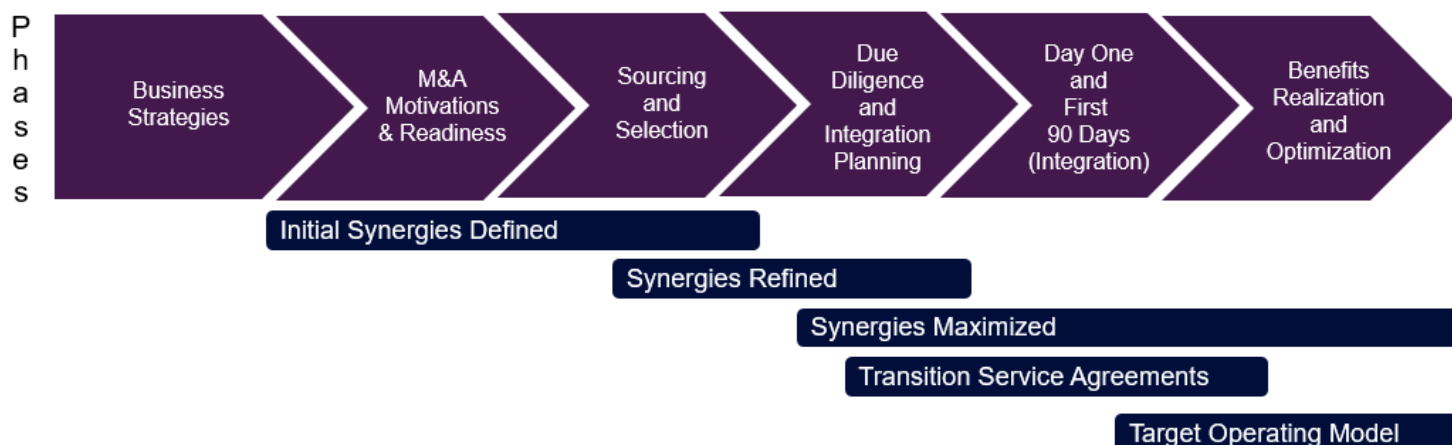 Phases
Business
Strategies
M&A
Motivations
& Readiness
Sourcing
and
Selection
Due
Diligence
and
Integration
Planning
Day One
and
First
90 Days
(Integration)
Benefits
Realization
and
Optimization
Initial Synergies Defined
Synergies Refined
Synergies Maximized
Transition Service Agreements
Target Operating Model